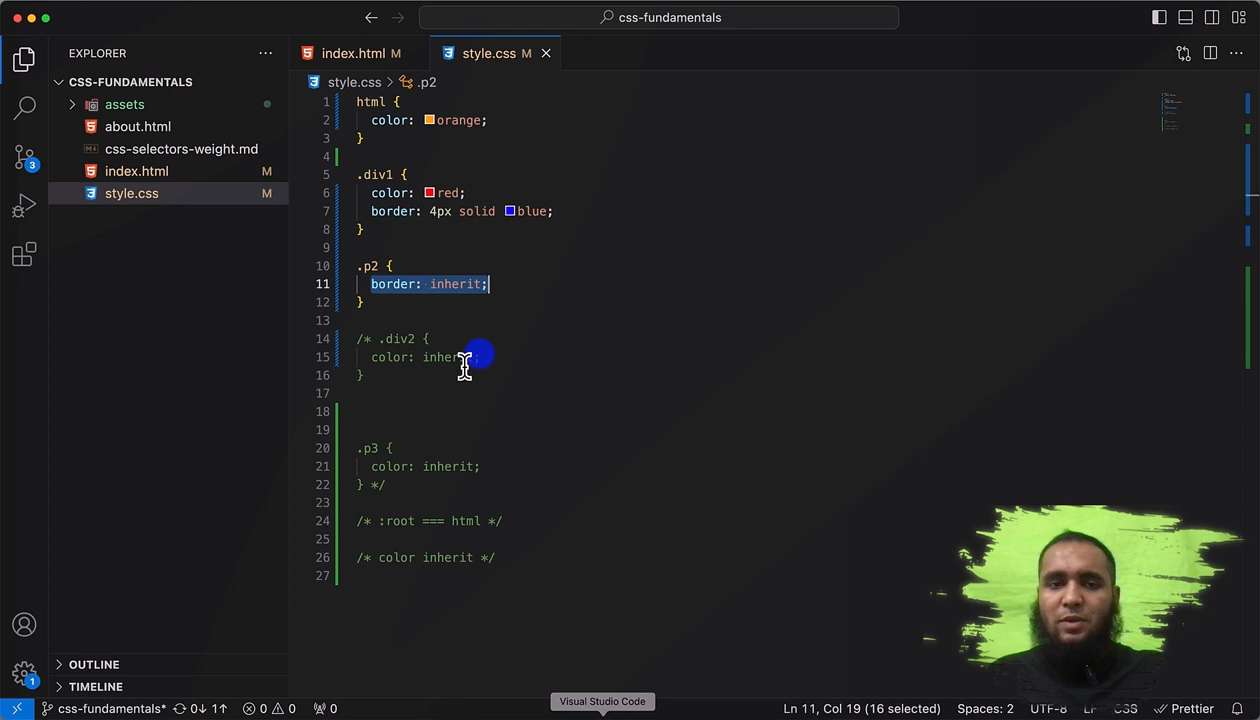 css-fundamentals
EXPLORER
index.html M
style.css M
CSS-FUNDAMENTALS
style.css > .p2
assets
about.html
css-selectors-weight.md
index.html M
style.css M
1 html {
2 color: orange;
3 }
4
5 .div1 {
6 color: red;
7 border: 4px solid blue;
8 }
9
10 .p2 {
11 border: inherit;
12 }
13
14 /* .div2 {
15 color: inher ;
16 }
17
18
19
20 .p3 {
21 color: inherit;
22 } */
23
24 /* :root === html */
25
26 /* color inherit */
27
3
1
OUTLINE
TIMELINE
Visual Studio Code
css-fundamentals* 0↓ 1↑ 0 0 0 Ln 11, Col 19 (16 selected) Spaces: 2 UTF-8 LF CSS Prettier